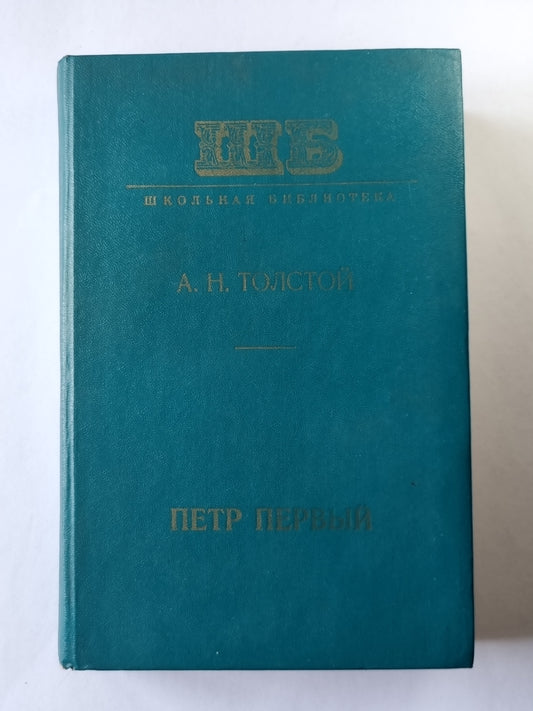 ШБ
ШКОЛЬНАЯ БИБЛИОТЕКА
А. Н. ТОЛСТОЙ
ПЕТР ПЕРВЫЙ